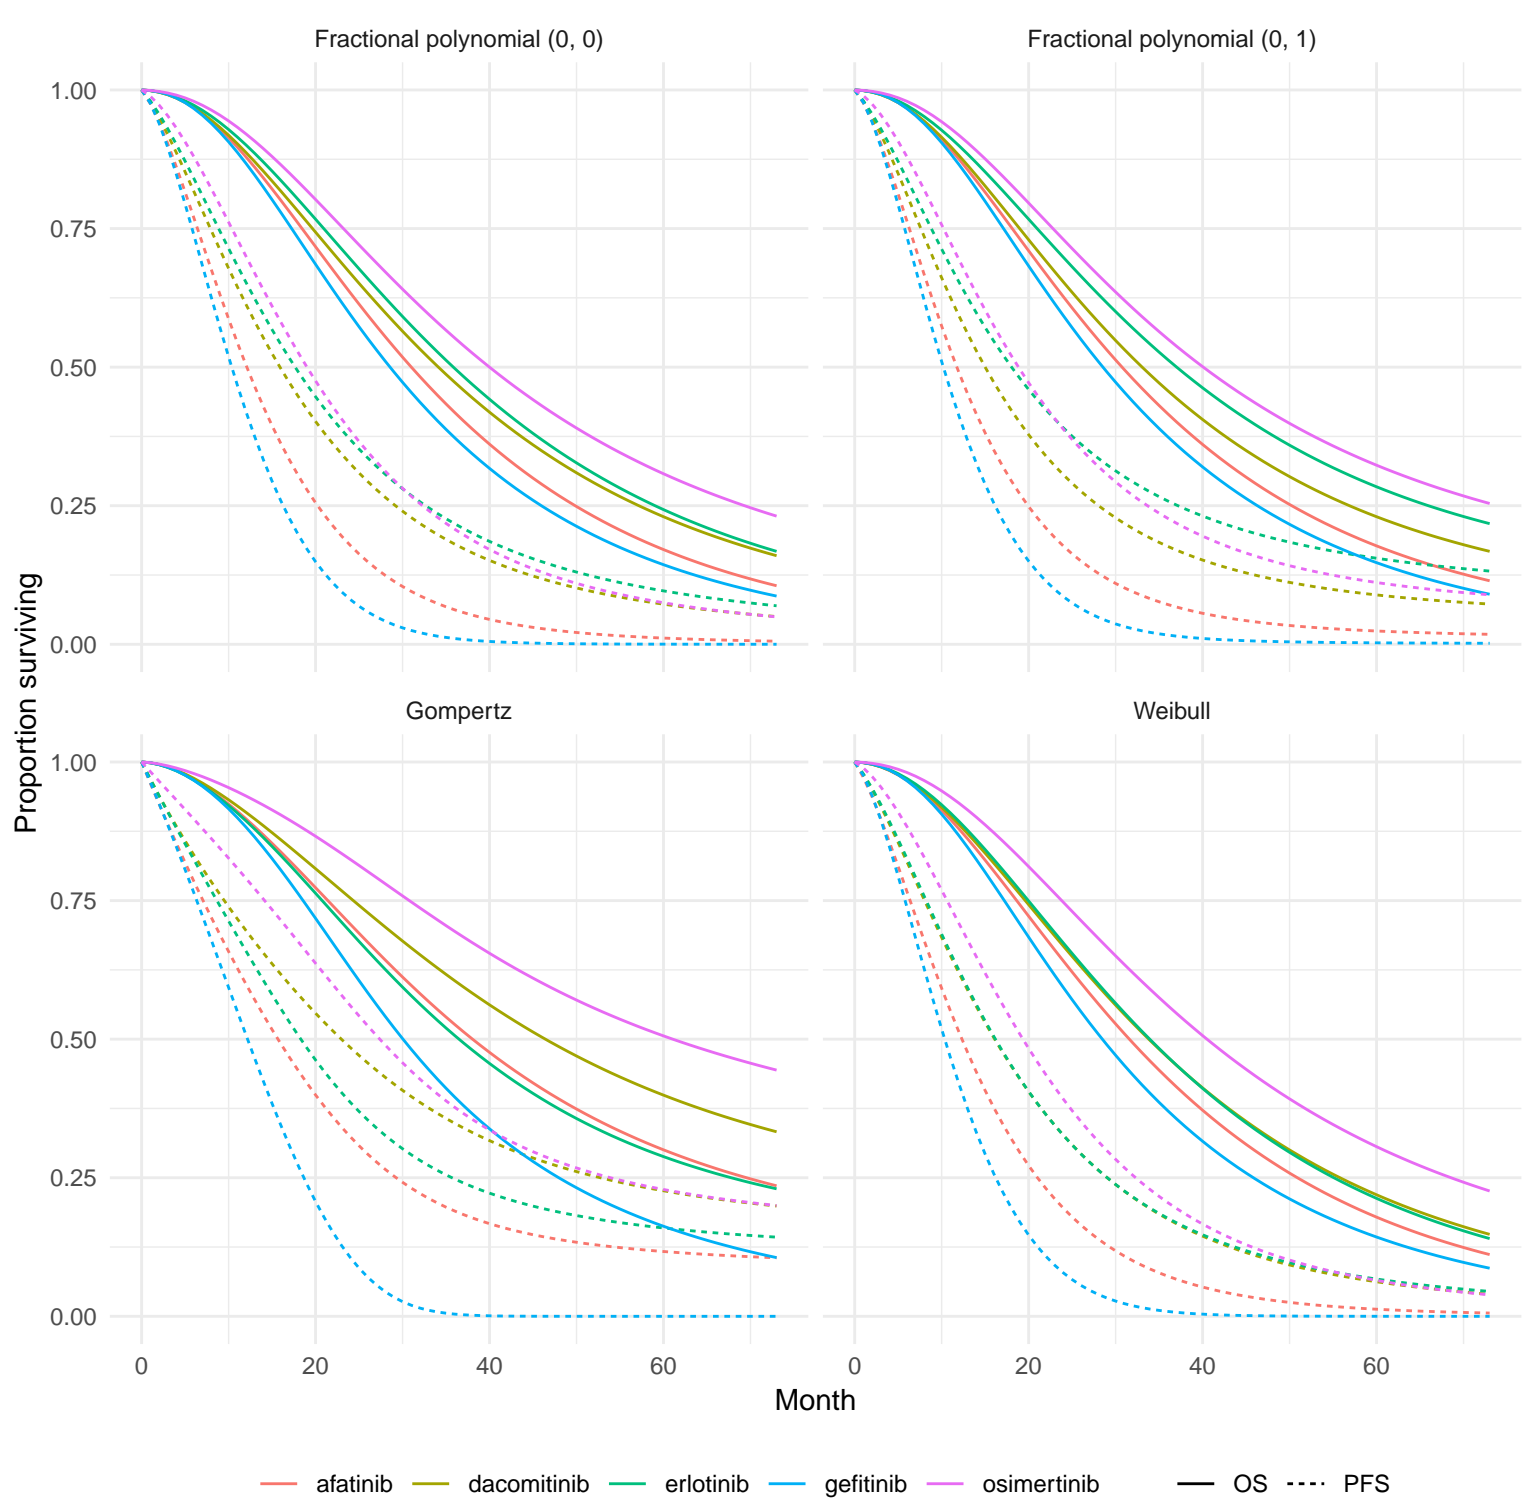 Fractional polynomial (0, 0)
Fractional polynomial (0, 1)
1.00
0.75
0.50
0.25
0.00
Proportion surviving
Gompertz
Weibull
1.00
0.75
0.50
0.25
0.00
0 20 40 60
0 20 40 60
Month
afatinib dacomitinib erlotinib gefitinib osimertinib OS PFS